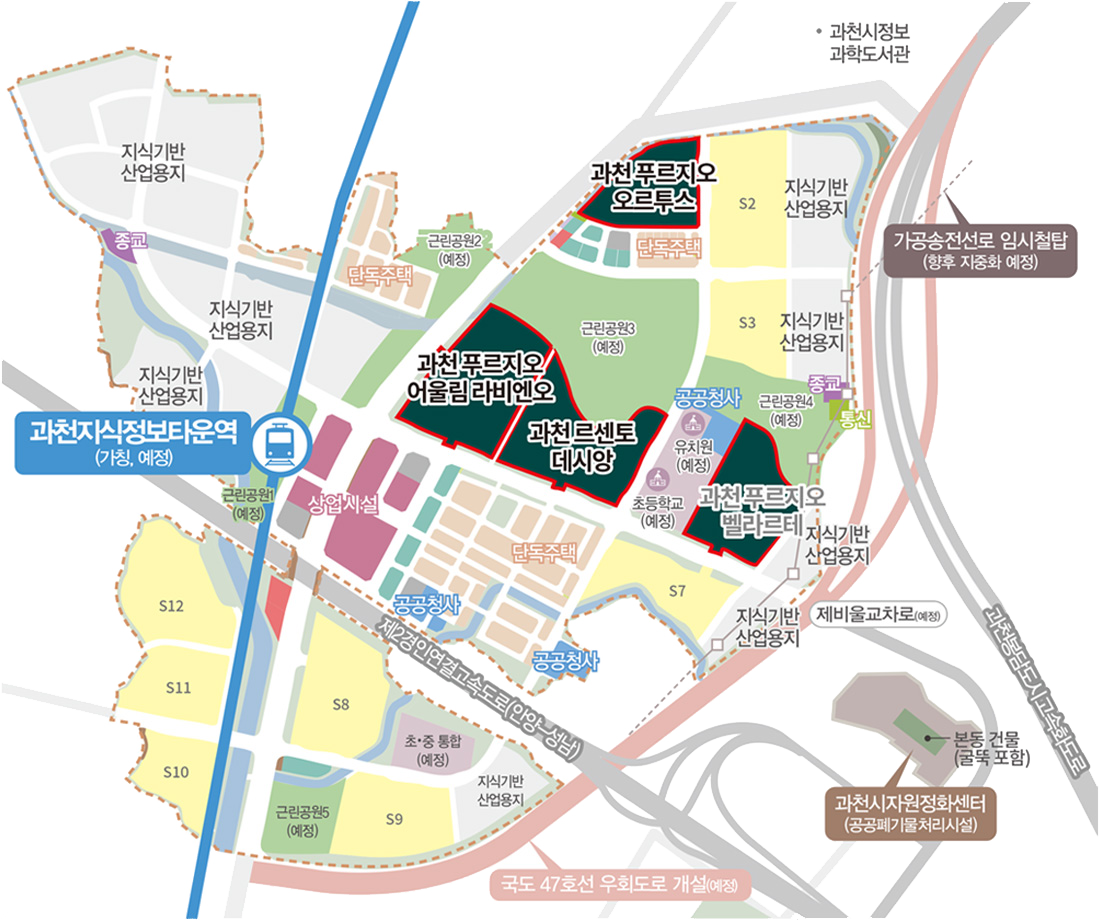 과천시정보
과학도서관
지식기반
산업용지
과천 푸르지오
오르투스
S2
지식기반
산업용지
종교
근린공원2
(예정)
단독주택
단독주택
가공송전선로 임시철탑
(향후 지중화 예정)
지식기반
산업용지
근린공원3
(예정)
S3
지식기반
산업용지
지식기반
산업용지
과천 푸르지오
어울림 라비엔오
공공청사
종교
근린공원4
(예정)
통신
과천지식정보타운역
(가칭, 예정)
과천 르센토
데시앙
유치원
(예정)
근린공원1
(예정)
상업시설
초등학교
(예정)
과천 푸르지오
벨라르테
지식기반
산업용지
단독주택
S12
공공청사
S7
지식기반
산업용지
제비울교차로(예정)
제2경인연결고속도로(안양~성남)
공공청사
과천봉담도시고속화도로
S11
S8
초·중 통합
(예정)
본동 건물
(굴뚝 포함)
S10
지식기반
산업용지
근린공원5
(예정)
S9
과천시자원정화센터
(공공폐기물처리시설)
국도 47호선 우회도로 개설(예정)